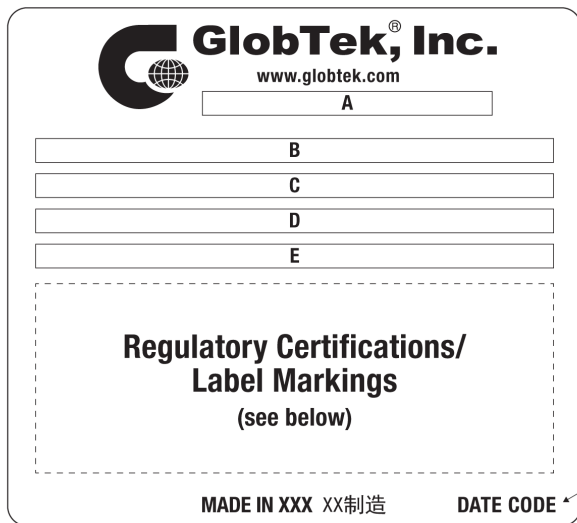 GlobTek,® Inc.
www.globtek.com
A
B
C
D
E
Regulatory Certifications/
Label Markings
(see below)
MADE IN XXX XX制造 DATE CODE